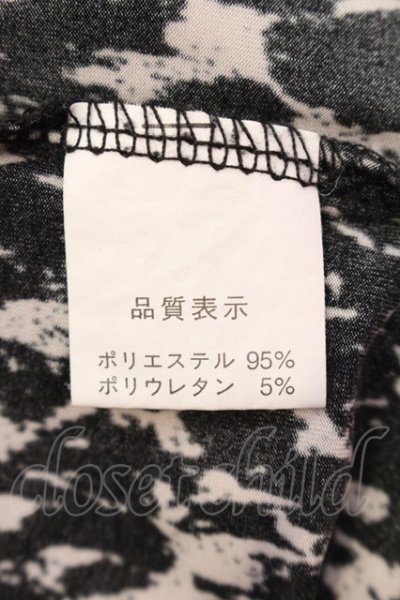 品質表示
ポリエステル 95%
ポリウレタン 5%
closet child